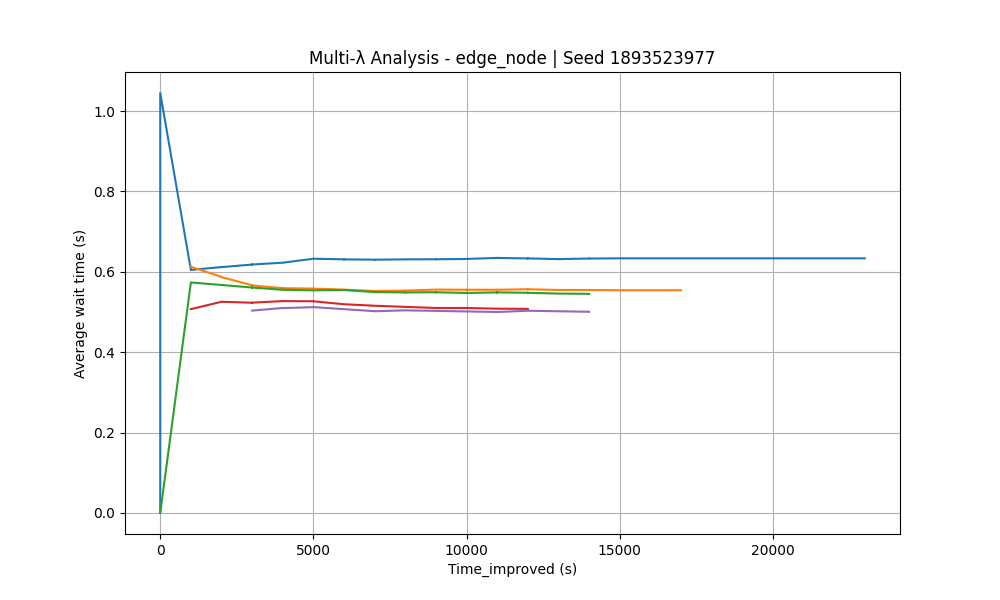 Multi-λ Analysis - edge_node | Seed 1893523977
Average wait time (s)
1.0
0.8
0.6
0.4
0.2
0.0
0 5000 10000 15000 20000
Time_improved (s)